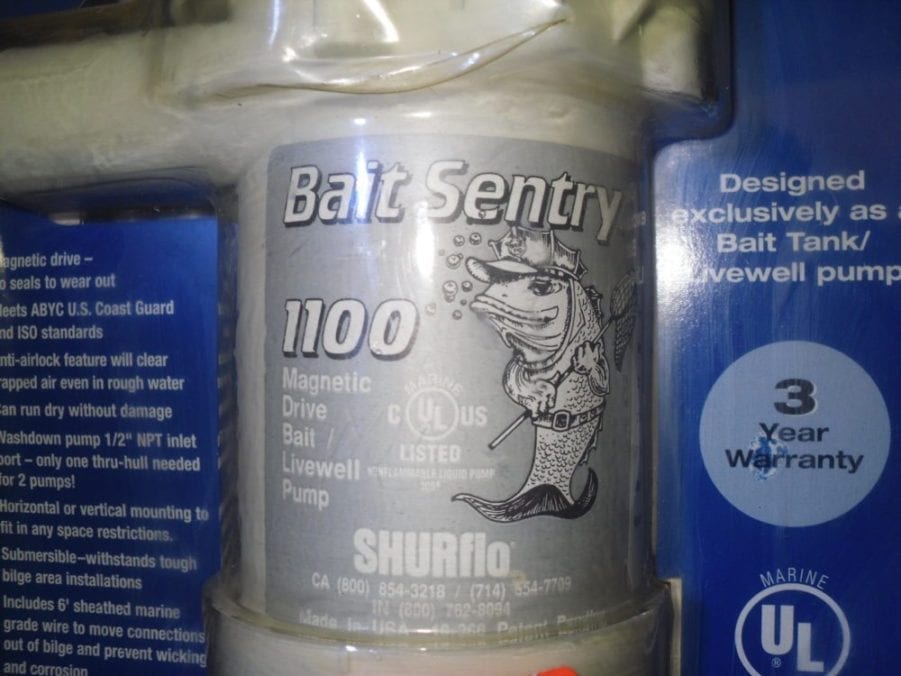 Bait Sentry
1100
Magnetic
Drive
Bait /
Livewell
Pump
MARINE
C UL US
LISTED
NONFLAMMABLE LIQUID PUMP
SHURflo
CA (800) 854-3218 / (714) 554-7709
IN (800) 762-8094
Made In USA Patent Pending
agnetic drive –
o seals to wear out
eets ABYC U.S. Coast Guard
nd ISO standards
nti-airlock feature will clear
rapped air even in rough water
an run dry without damage
Washdown pump 1/2" NPT inlet
port – only one thru-hull needed
for 2 pumps!
Horizontal or vertical mounting to
fit in any space restrictions.
Submersible–withstands tough
bilge area installations
Includes 6' sheathed marine
grade wire to move connections
out of bilge and prevent wicking
and corrosion
Designed
exclusively as a
Bait Tank/
ivewell pump
3
Year
Warranty
MARINE
UL
®